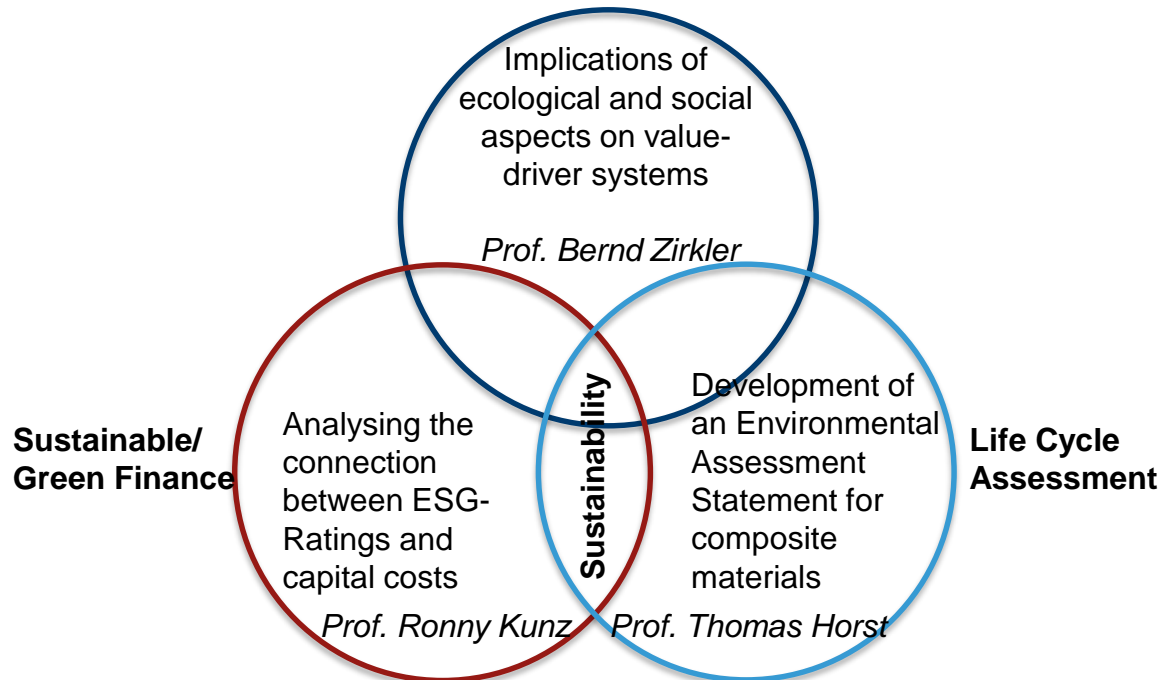 Implications of
ecological and social
aspects on value-
driver systems
Prof. Bernd Zirkler
Sustainable/
Green Finance
Analysing the
connection
between ESG-
Ratings and
capital costs
Prof. Ronny Kunz
Sustainability
Development of
an Environmental
Assessment
Statement for
composite
materials
Prof. Thomas Horst
Life Cycle
Assessment